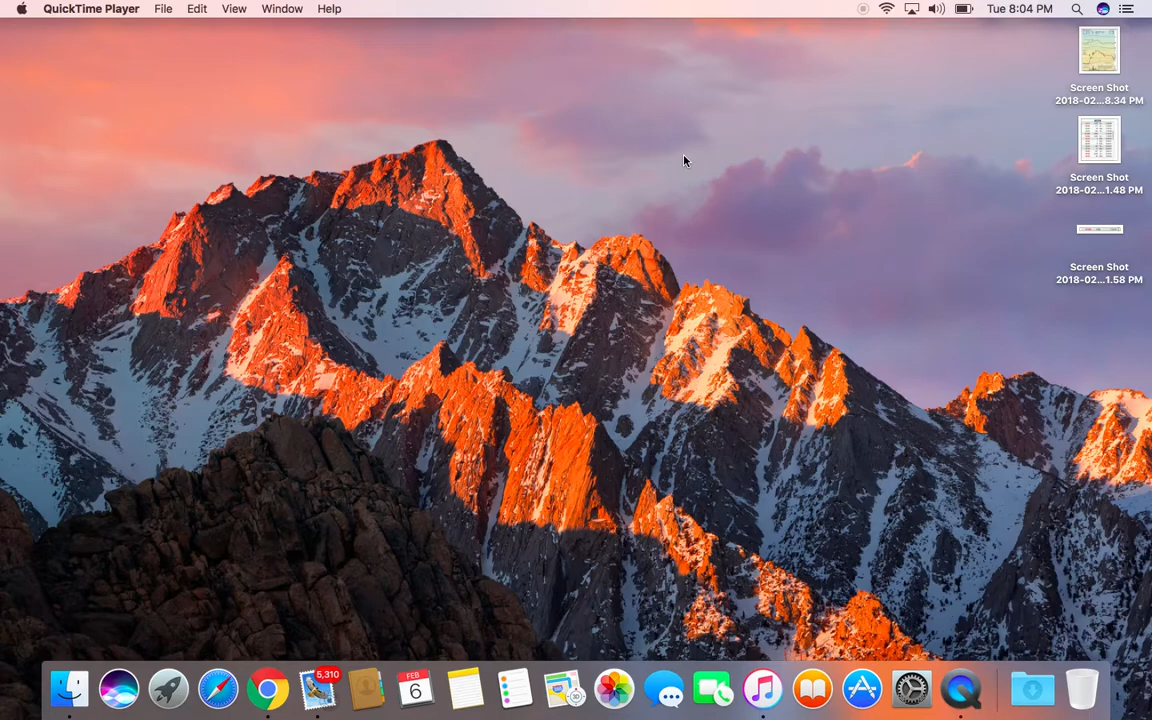 QuickTime Player File Edit View Window Help Tue 8:04 PM
Screen Shot
2018-02...8.34 PM
Screen Shot
2018-02...1.48 PM
Screen Shot
2018-02...1.58 PM
5,310
FEB
6